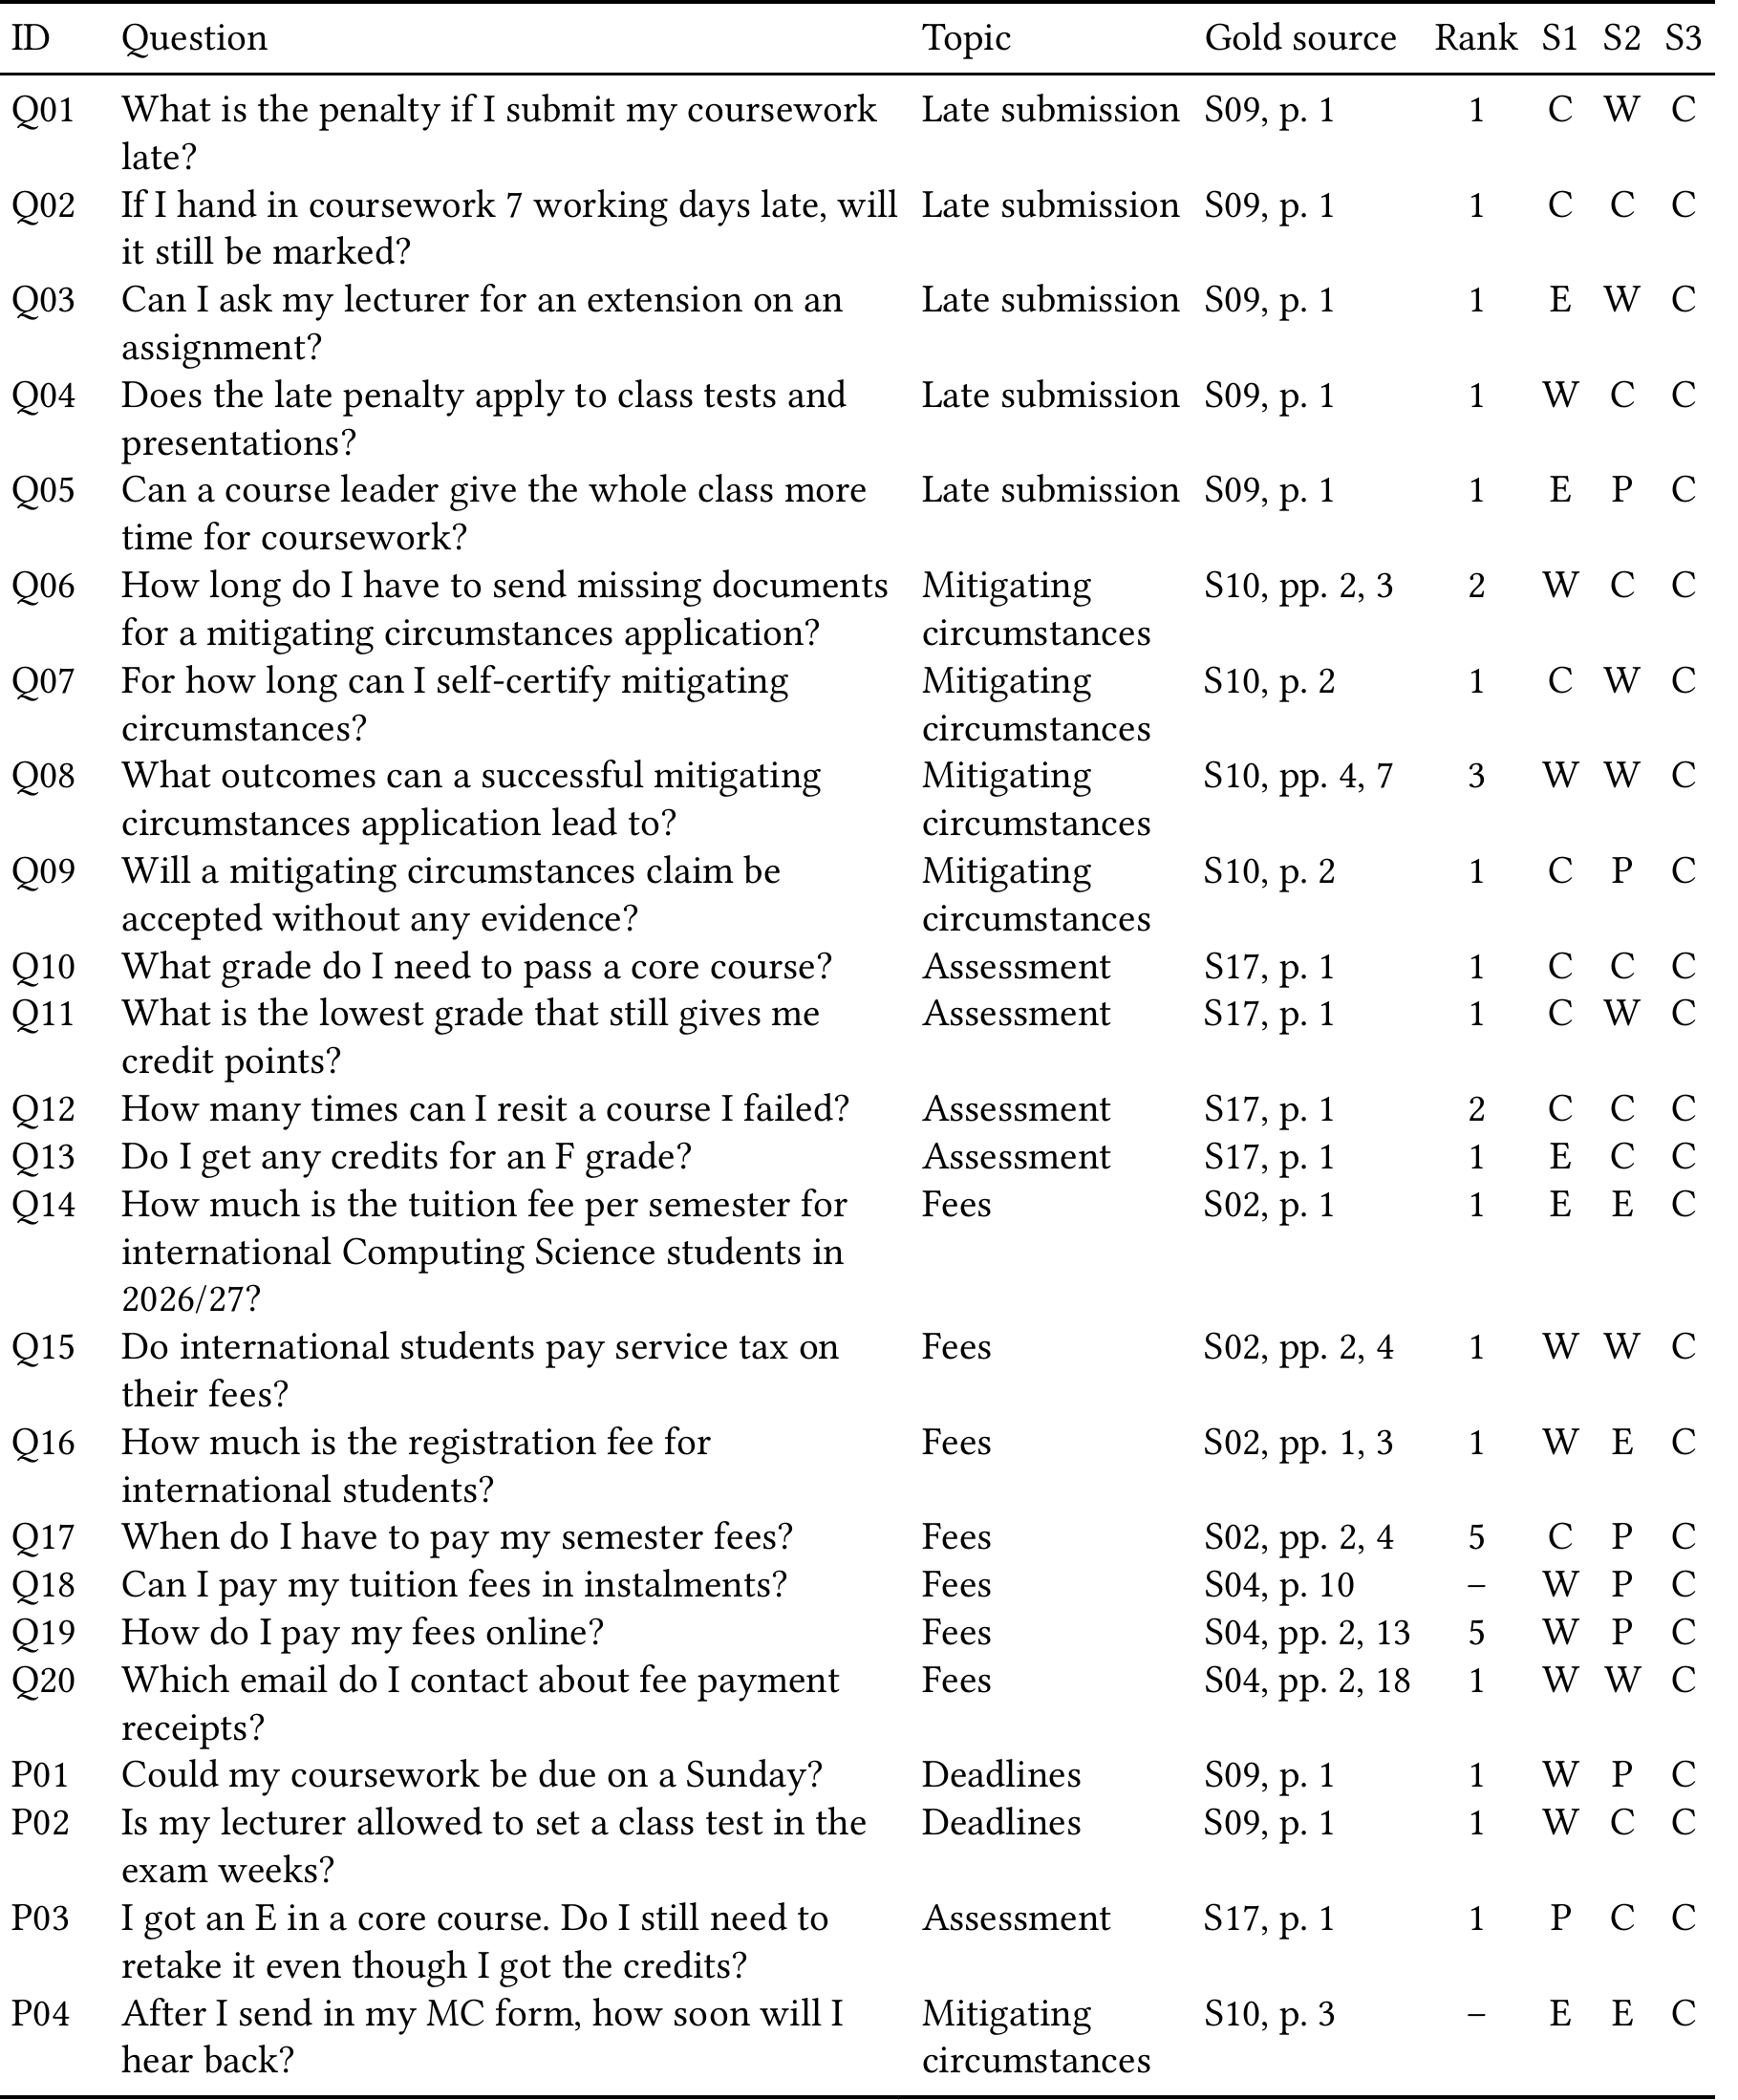 ID Question Topic Gold source Rank S1 S2 S3
Q01 What is the penalty if I submit my coursework Late submission S09, p. 1 1 C W C
late?
Q02 If I hand in coursework 7 working days late, will Late submission S09, p. 1 1 C C C
it still be marked?
Q03 Can I ask my lecturer for an extension on an Late submission S09, p. 1 1 E W C
assignment?
Q04 Does the late penalty apply to class tests and Late submission S09, p. 1 1 W C C
presentations?
Q05 Can a course leader give the whole class more Late submission S09, p. 1 1 E P C
time for coursework?
Q06 How long do I have to send missing documents Mitigating S10, pp. 2, 3 2 W C C
for a mitigating circumstances application? circumstances
Q07 For how long can I self-certify mitigating Mitigating S10, p. 2 1 C W C
circumstances? circumstances
Q08 What outcomes can a successful mitigating Mitigating S10, pp. 4, 7 3 W W C
circumstances application lead to? circumstances
Q09 Will a mitigating circumstances claim be Mitigating S10, p. 2 1 C P C
accepted without any evidence? circumstances
Q10 What grade do I need to pass a core course? Assessment S17, p. 1 1 C C C
Q11 What is the lowest grade that still gives me Assessment S17, p. 1 1 C W C
credit points?
Q12 How many times can I resit a course I failed? Assessment S17, p. 1 2 C C C
Q13 Do I get any credits for an F grade? Assessment S17, p. 1 1 E C C
Q14 How much is the tuition fee per semester for Fees S02, p. 1 1 E E C
international Computing Science students in
2026/27?
Q15 Do international students pay service tax on Fees S02, pp. 2, 4 1 W W C
their fees?
Q16 How much is the registration fee for Fees S02, pp. 1, 3 1 W E C
international students?
Q17 When do I have to pay my semester fees? Fees S02, pp. 2, 4 5 C P C
Q18 Can I pay my tuition fees in instalments? Fees S04, p. 10 – W P C
Q19 How do I pay my fees online? Fees S04, pp. 2, 13 5 W P C
Q20 Which email do I contact about fee payment Fees S04, pp. 2, 18 1 W W C
receipts?
P01 Could my coursework be due on a Sunday? Deadlines S09, p. 1 1 W P C
P02 Is my lecturer allowed to set a class test in the Deadlines S09, p. 1 1 W C C
exam weeks?
P03 I got an E in a core course. Do I still need to Assessment S17, p. 1 1 P C C
retake it even though I got the credits?
P04 After I send in my MC form, how soon will I Mitigating S10, p. 3 – E E C
hear back? circumstances